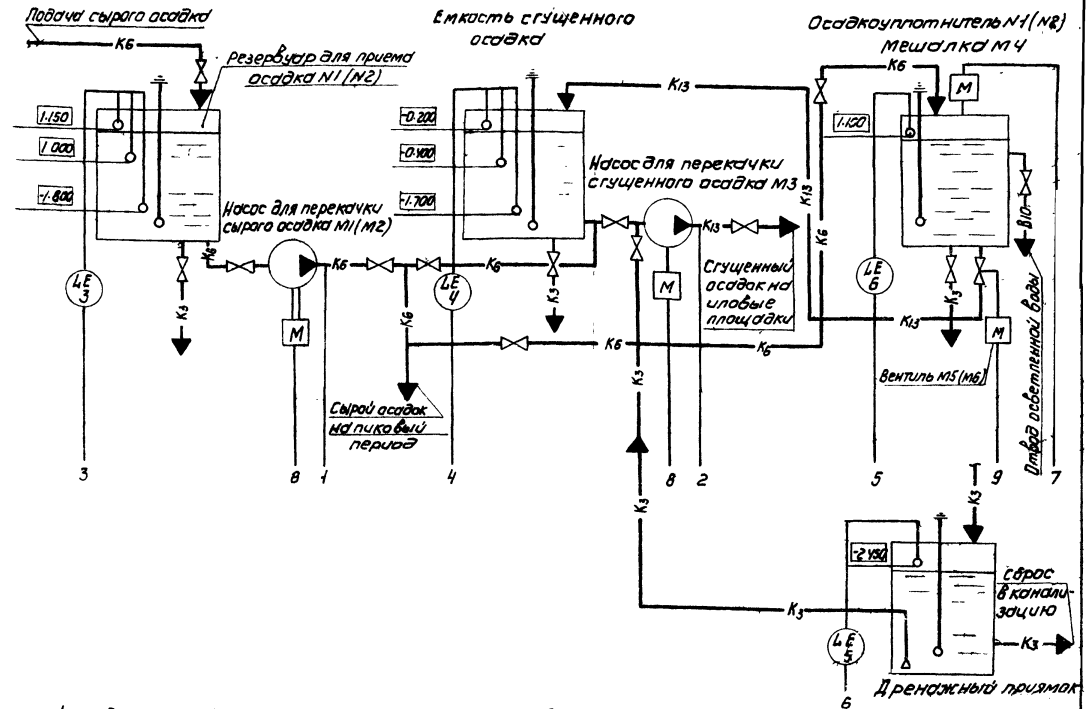 Подача сырого осадка
К6
Резервуар для приема
осадка N1(N2)
1.150
1.000
-1.800
Насос для перекачки
сырого осадка М1(М2)
К6
К3
LE
3
М
К6
К6
К6
Сырой осадок
на пиковый
период
Емкость сгущенного
осадка
-0.200
-0.400
-1.700
LE
4
К3
Насос для перекачки
сгущенного осадка М3
К13
М
Сгущенный
осадок на
иловые
площадки
К13
К13
К6
К6
К6
К3
К3
Осадкоуплотнитель N1(N2)
Мешалка М4
К6
М
1.100
LE
6
К3
К13
М
Вентиль М5(М6)
В10
Отвод осветленной воды
3
8
1
4
8
2
5
9
7
К3
-2.450
сброс
в канали-
зацию
К3
LE
5
Дренажный приямок
6